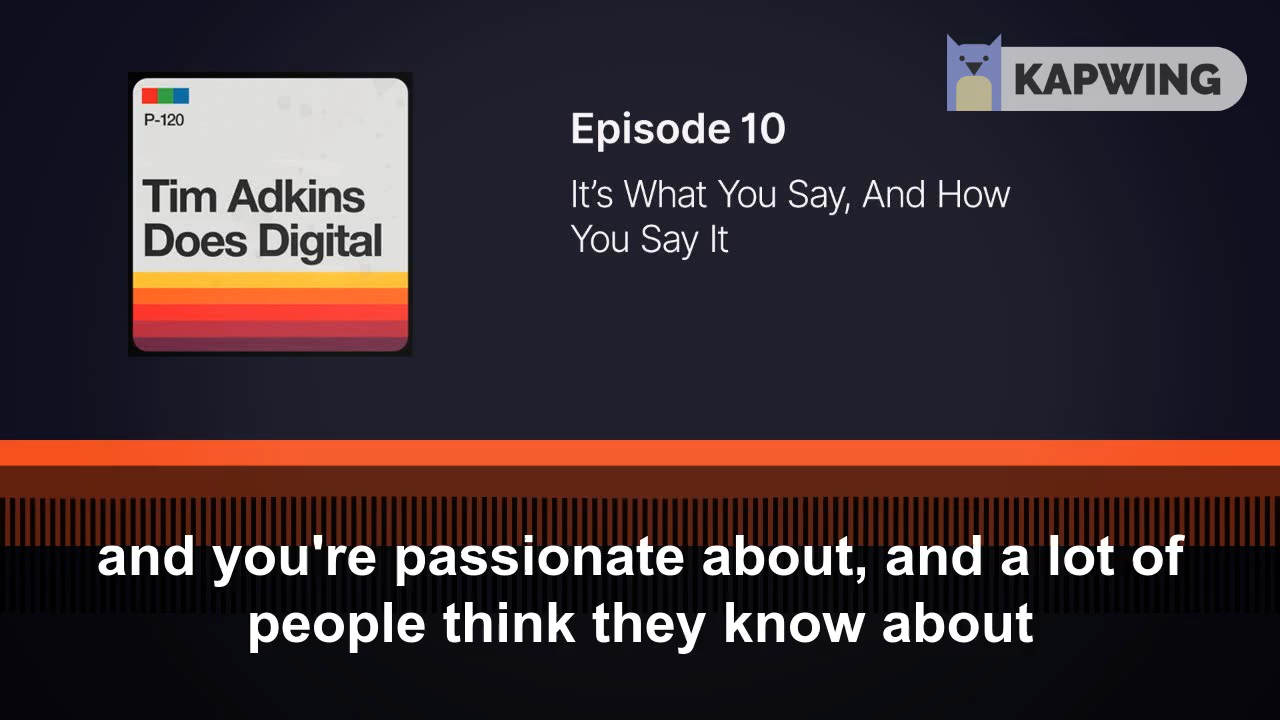 KAPWING
P-120
Tim Adkins
Does Digital
Episode 10
It’s What You Say, And How
You Say It
and you're passionate about, and a lot of
people think they know about